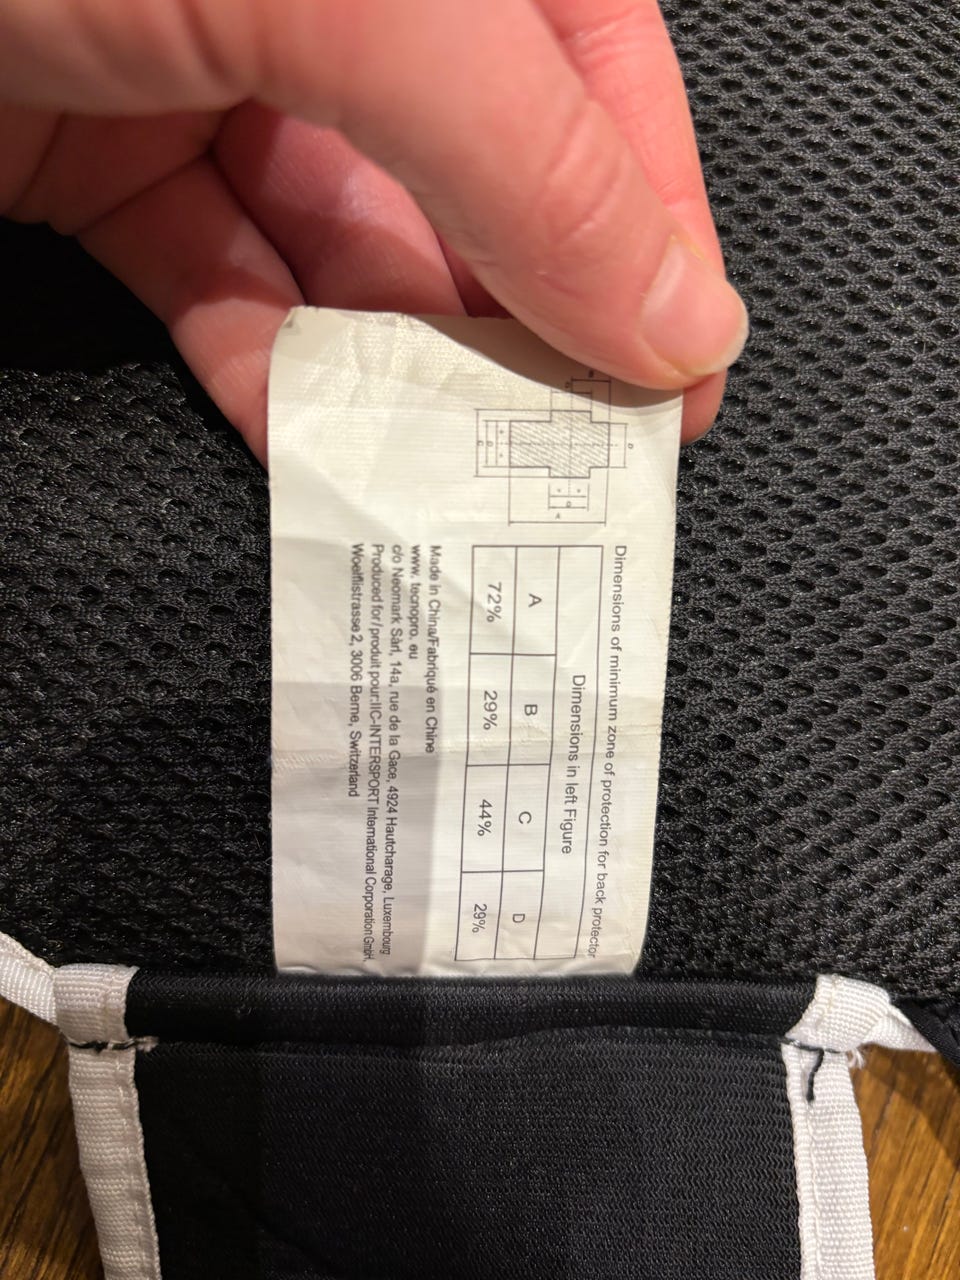 Dimensions of minimum zone of protection for back protector
Dimensions in left Figure
A B C D
72% 29% 44% 29%
Made in China/Fabriqué en Chine
www. tecnopro. eu
c/o Neomark Sàrl, 14a, rue de la Gace, 4924 Hautcharage, Luxembourg
Produced for/produit pour:IIC-INTERSPORT International Corporation GmbH,
Woelflistrasse 2, 3006 Berne, Switzerland